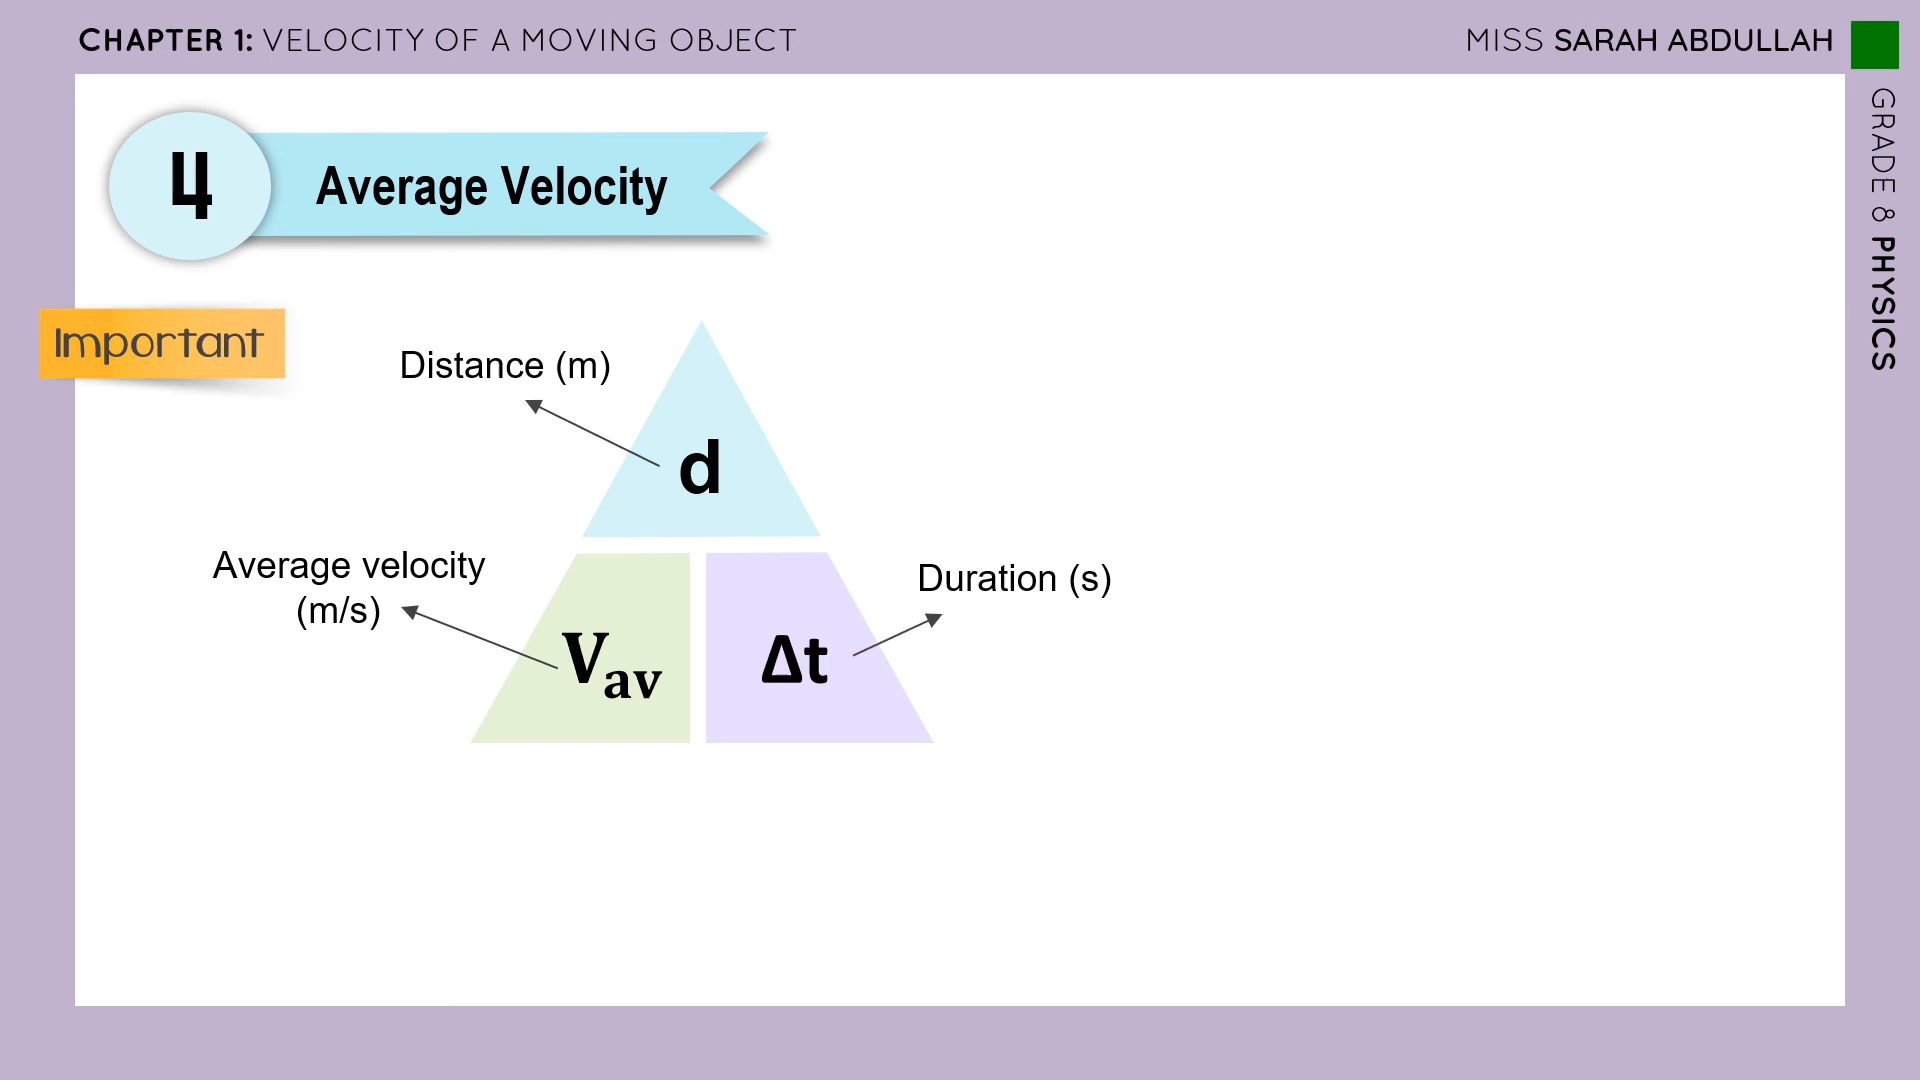 CHAPTER 1: VELOCITY OF A MOVING OBJECT
MISS SARAH ABDULLAH
GRADE 8 PHYSICS
4
Average Velocity
Important
Distance (m)
d
Average velocity
(m/s)
Duration (s)
Vav
Δt